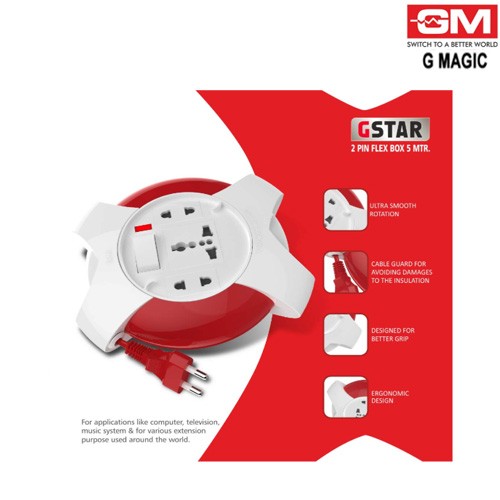 GM
SWITCH TO A BETTER WORLD
G MAGIC
GSTAR
2 PIN FLEX BOX 5 MTR.
ULTRA SMOOTH
ROTATION
CABLE GUARD FOR
AVOIDING DAMAGES
TO THE INSULATION
DESIGNED FOR
BETTER GRIP
ERGONOMIC
DESIGN
For applications like computer, television,
music system & for various extension
purpose used around the world.